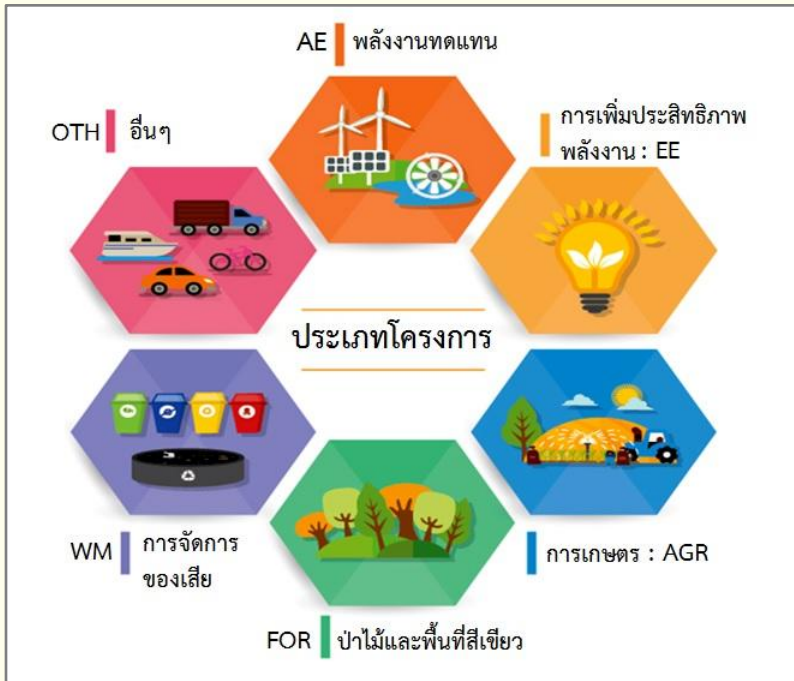 AE พลังงานทดแทน
การเพิ่มประสิทธิภาพ
พลังงาน : EE
OTH อื่นๆ
ประเภทโครงการ
WM การจัดการ
ของเสีย
การเกษตร : AGR
FOR ป่าไม้และพื้นที่สีเขียว